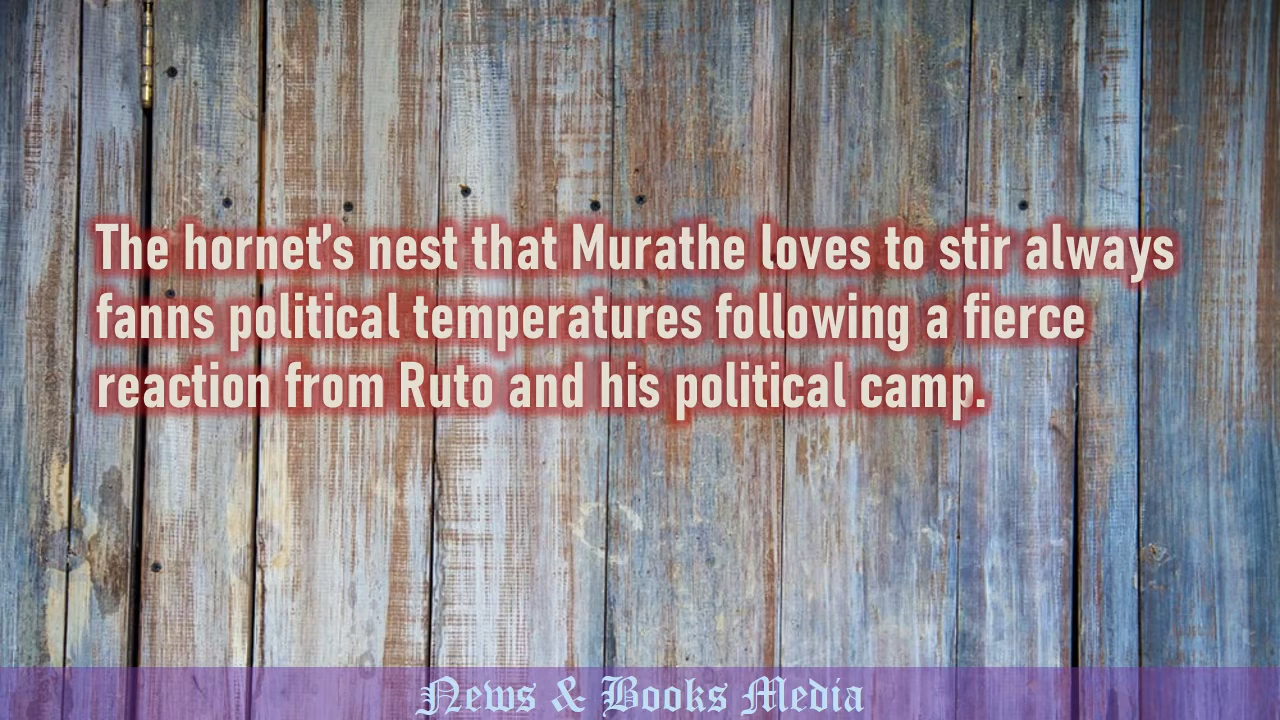 The hornet’s nest that Murathe loves to stir always
fanns political temperatures following a fierce
reaction from Ruto and his political camp.
News & Books Media